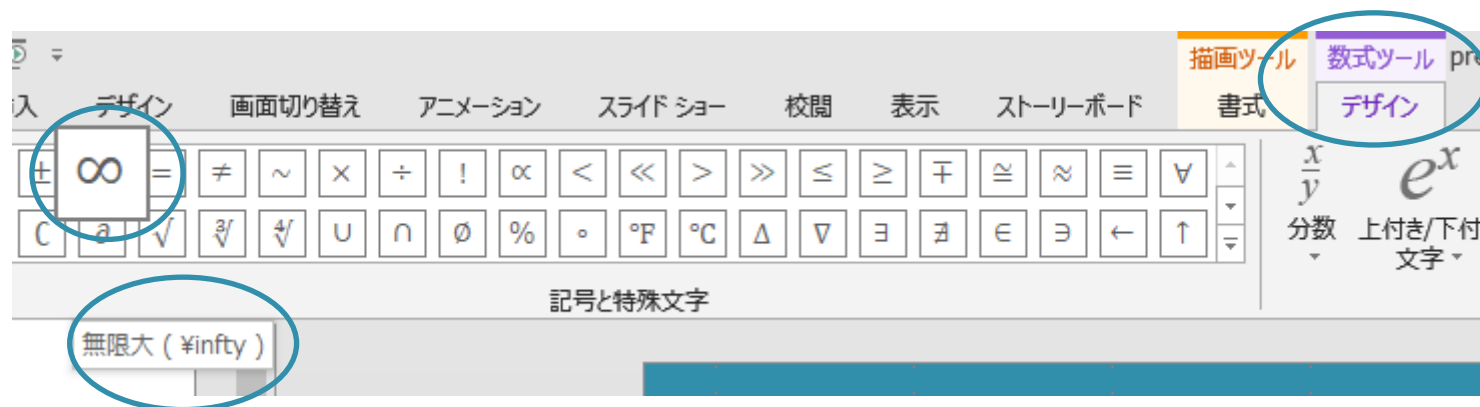 描画ツール 数式ツール pre
入 デザイン 画面切り替え アニメーション スライド ショー 校閲 表示 ストーリーボード 書式 デザイン
± ∞ = ≠ ~ × ÷ ! ∝ < ≪ > ≫ ≤ ≥ ∓ ≅ ≈ ≡ ∀
∁ ∂ √ ∛ ∜ ∪ ∩ ∅ % ° °F °C ∆ ∇ ∃ ∄ ∈ ∋ ← ↑
x/y eˣ
分数 上付き/下付
文字
記号と特殊文字
無限大 ( ¥infty )